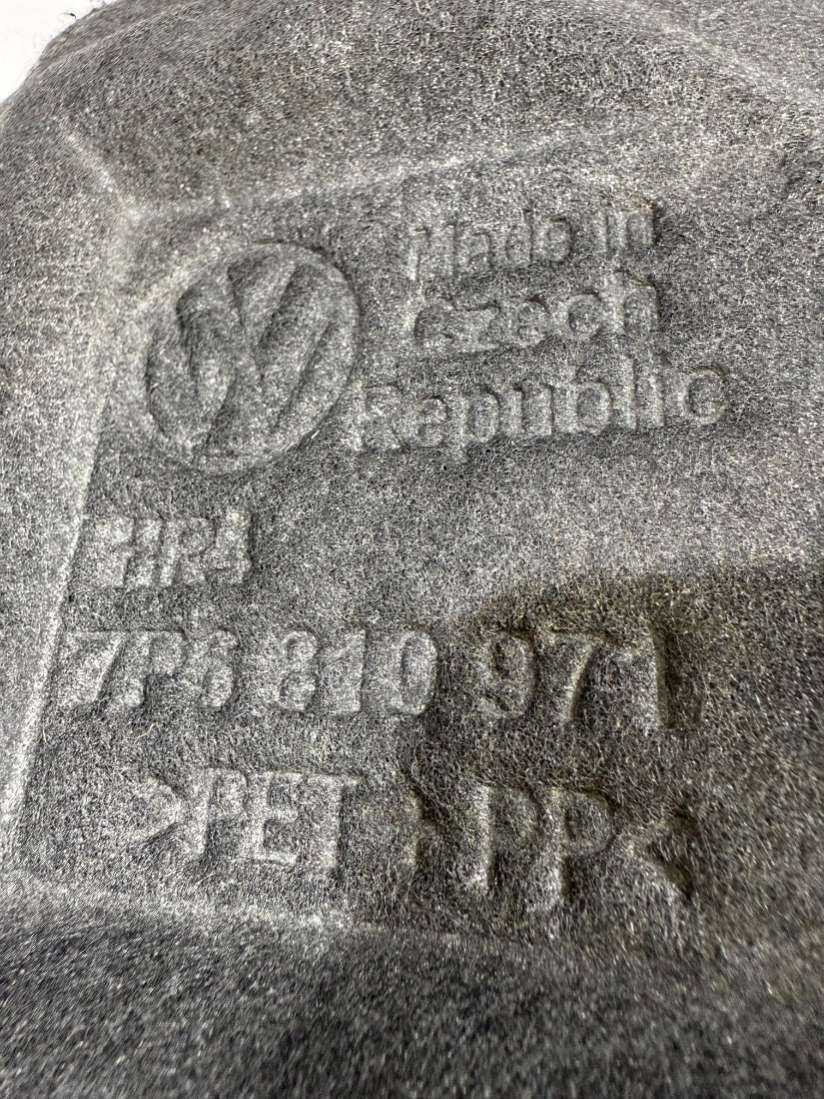 Made in
Czech
Republic
HR4
7P6 810 971
>PET+PP<